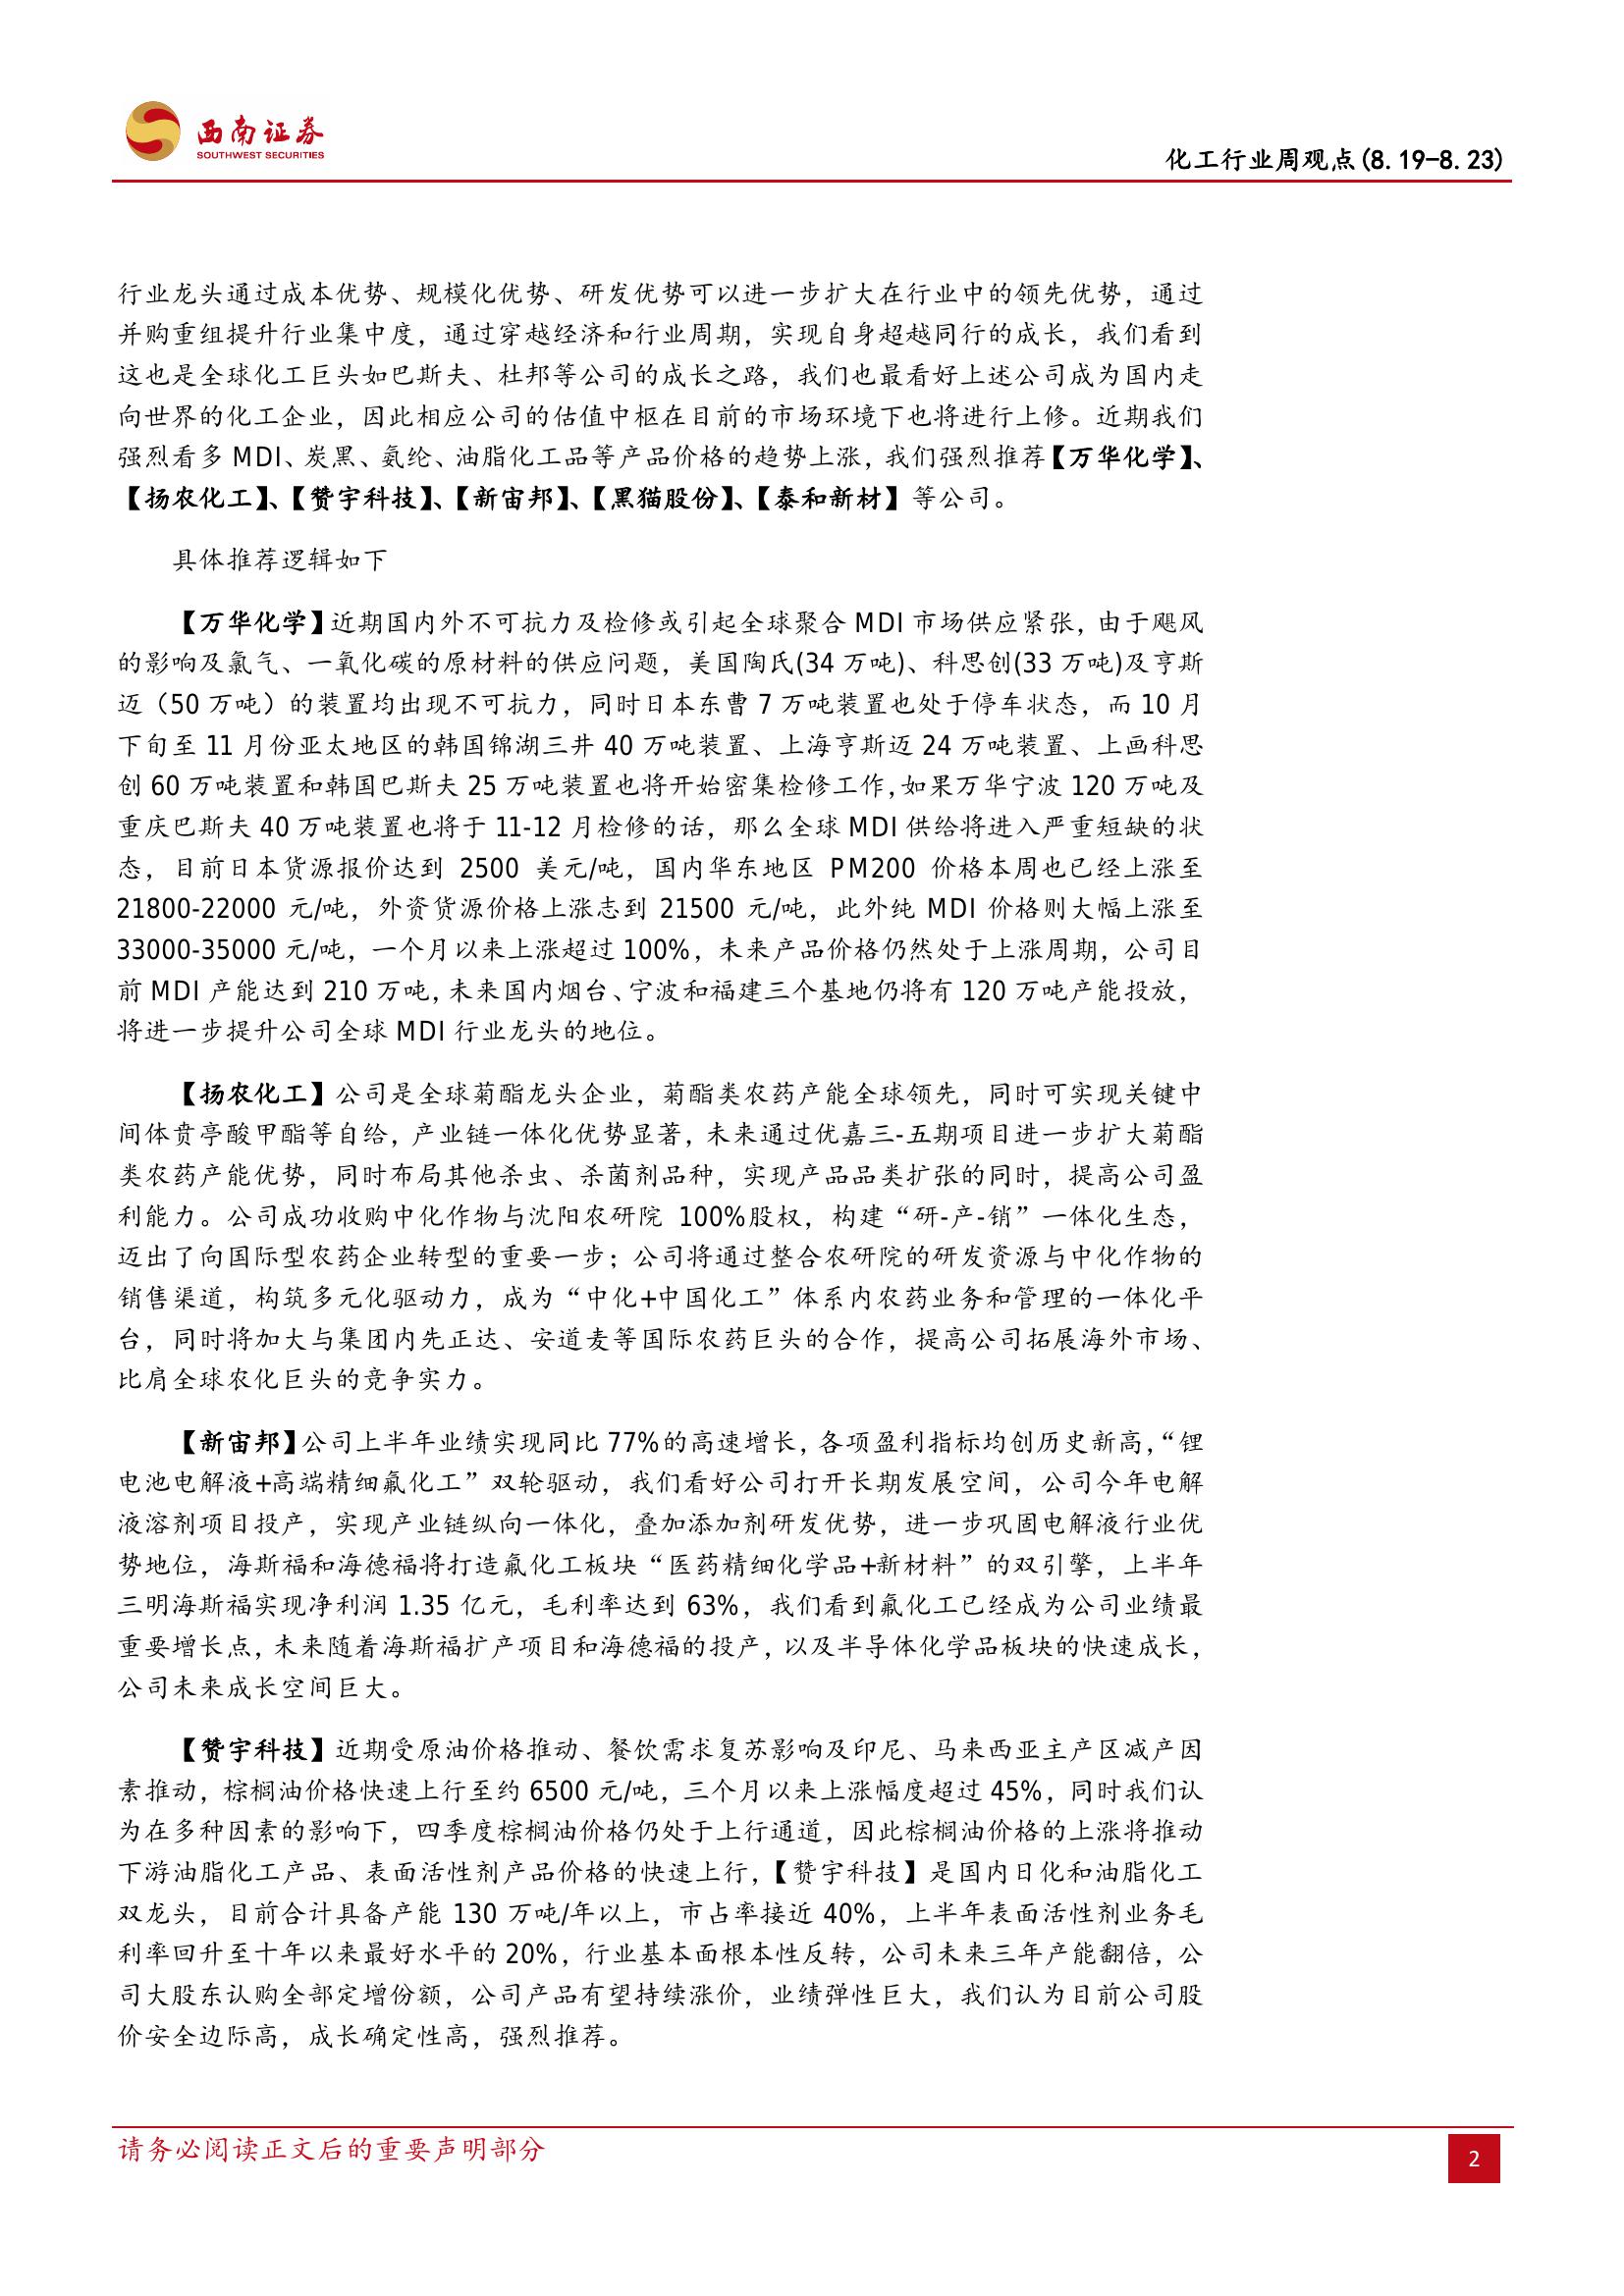 西南证券
SOUTHWEST SECURITIES
化工行业周观点(8.19-8.23)
行业龙头通过成本优势、规模化优势、研发优势可以进一步扩大在行业中的领先优势，通过
并购重组提升行业集中度，通过穿越经济和行业周期，实现自身超越同行的成长，我们看到
这也是全球化工巨头如巴斯夫、杜邦等公司的成长之路，我们也最看好上述公司成为国内走
向世界的化工企业，因此相应公司的估值中枢在目前的市场环境下也将进行上修。近期我们
强烈看多 MDI、炭黑、氨纶、油脂化工品等产品价格的趋势上涨，我们强烈推荐【万华化学】、
【扬农化工】、【赞宇科技】、【新宙邦】、【黑猫股份】、【泰和新材】等公司。
具体推荐逻辑如下
【万华化学】近期国内外不可抗力及检修或引起全球聚合 MDI 市场供应紧张，由于飓风
的影响及氯气、一氧化碳的原材料的供应问题，美国陶氏(34 万吨)、科思创(33 万吨)及亨斯
迈（50 万吨）的装置均出现不可抗力，同时日本东曹 7 万吨装置也处于停车状态，而 10 月
下旬至 11 月份亚太地区的韩国锦湖三井 40 万吨装置、上海亨斯迈 24 万吨装置、上画科思
创 60 万吨装置和韩国巴斯夫 25 万吨装置也将开始密集检修工作，如果万华宁波 120 万吨及
重庆巴斯夫 40 万吨装置也将于 11-12 月检修的话，那么全球 MDI 供给将进入严重短缺的状
态，目前日本货源报价达到 2500 美元/吨，国内华东地区 PM200 价格本周也已经上涨至
21800-22000 元/吨，外资货源价格上涨志到 21500 元/吨，此外纯 MDI 价格则大幅上涨至
33000-35000 元/吨，一个月以来上涨超过 100%，未来产品价格仍然处于上涨周期，公司目
前 MDI 产能达到 210 万吨，未来国内烟台、宁波和福建三个基地仍将有 120 万吨产能投放，
将进一步提升公司全球 MDI 行业龙头的地位。
【扬农化工】公司是全球菊酯龙头企业，菊酯类农药产能全球领先，同时可实现关键中
间体贲亭酸甲酯等自给，产业链一体化优势显著，未来通过优嘉三-五期项目进一步扩大菊酯
类农药产能优势，同时布局其他杀虫、杀菌剂品种，实现产品品类扩张的同时，提高公司盈
利能力。公司成功收购中化作物与沈阳农研院 100%股权，构建“研-产-销”一体化生态，
迈出了向国际型农药企业转型的重要一步；公司将通过整合农研院的研发资源与中化作物的
销售渠道，构筑多元化驱动力，成为“中化+中国化工”体系内农药业务和管理的一体化平
台，同时将加大与集团内先正达、安道麦等国际农药巨头的合作，提高公司拓展海外市场、
比肩全球农化巨头的竞争实力。
【新宙邦】公司上半年业绩实现同比 77%的高速增长，各项盈利指标均创历史新高，“锂
电池电解液+高端精细氟化工”双轮驱动，我们看好公司打开长期发展空间，公司今年电解
液溶剂项目投产，实现产业链纵向一体化，叠加添加剂研发优势，进一步巩固电解液行业优
势地位，海斯福和海德福将打造氟化工板块“医药精细化学品+新材料”的双引擎，上半年
三明海斯福实现净利润 1.35 亿元，毛利率达到 63%，我们看到氟化工已经成为公司业绩最
重要增长点，未来随着海斯福扩产项目和海德福的投产，以及半导体化学品板块的快速成长，
公司未来成长空间巨大。
【赞宇科技】近期受原油价格推动、餐饮需求复苏影响及印尼、马来西亚主产区减产因
素推动，棕榈油价格快速上行至约 6500 元/吨，三个月以来上涨幅度超过 45%，同时我们认
为在多种因素的影响下，四季度棕榈油价格仍处于上行通道，因此棕榈油价格的上涨将推动
下游油脂化工产品、表面活性剂产品价格的快速上行，【赞宇科技】是国内日化和油脂化工
双龙头，目前合计具备产能 130 万吨/年以上，市占率接近 40%，上半年表面活性剂业务毛
利率回升至十年以来最好水平的 20%，行业基本面根本性反转，公司未来三年产能翻倍，公
司大股东认购全部定增份额，公司产品有望持续涨价，业绩弹性巨大，我们认为目前公司股
价安全边际高，成长确定性高，强烈推荐。
请务必阅读正文后的重要声明部分
2